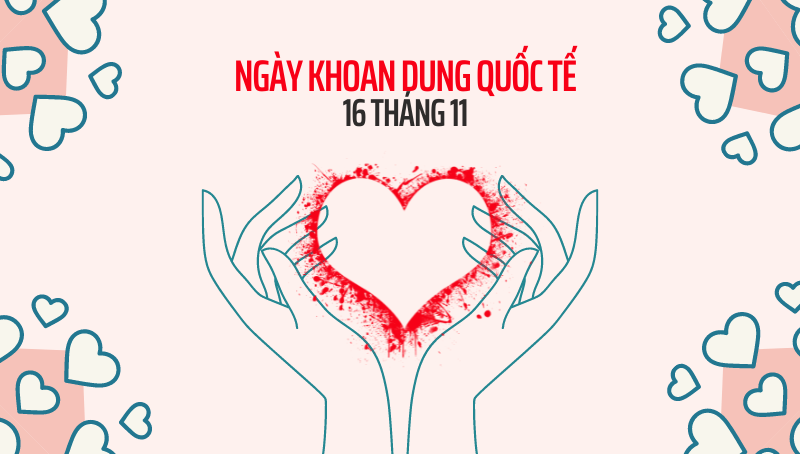 NGÀY KHOAN DUNG QUỐC TẾ
16 THÁNG 11